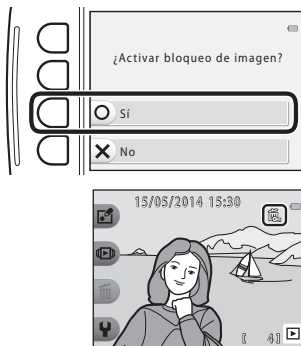 ¿Activar bloqueo de imagen?
Sí
No
15/05/2014 15:30
[ 4]